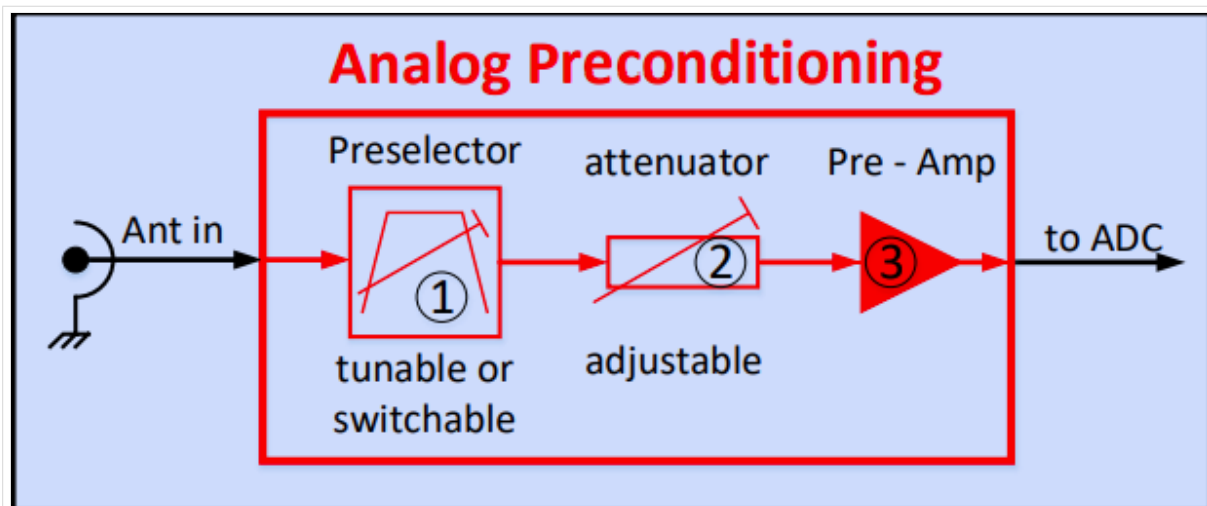 Analog Preconditioning
Preselector
attenuator
Pre - Amp
Ant in
to ADC
1
2
3
tunable or
switchable
adjustable